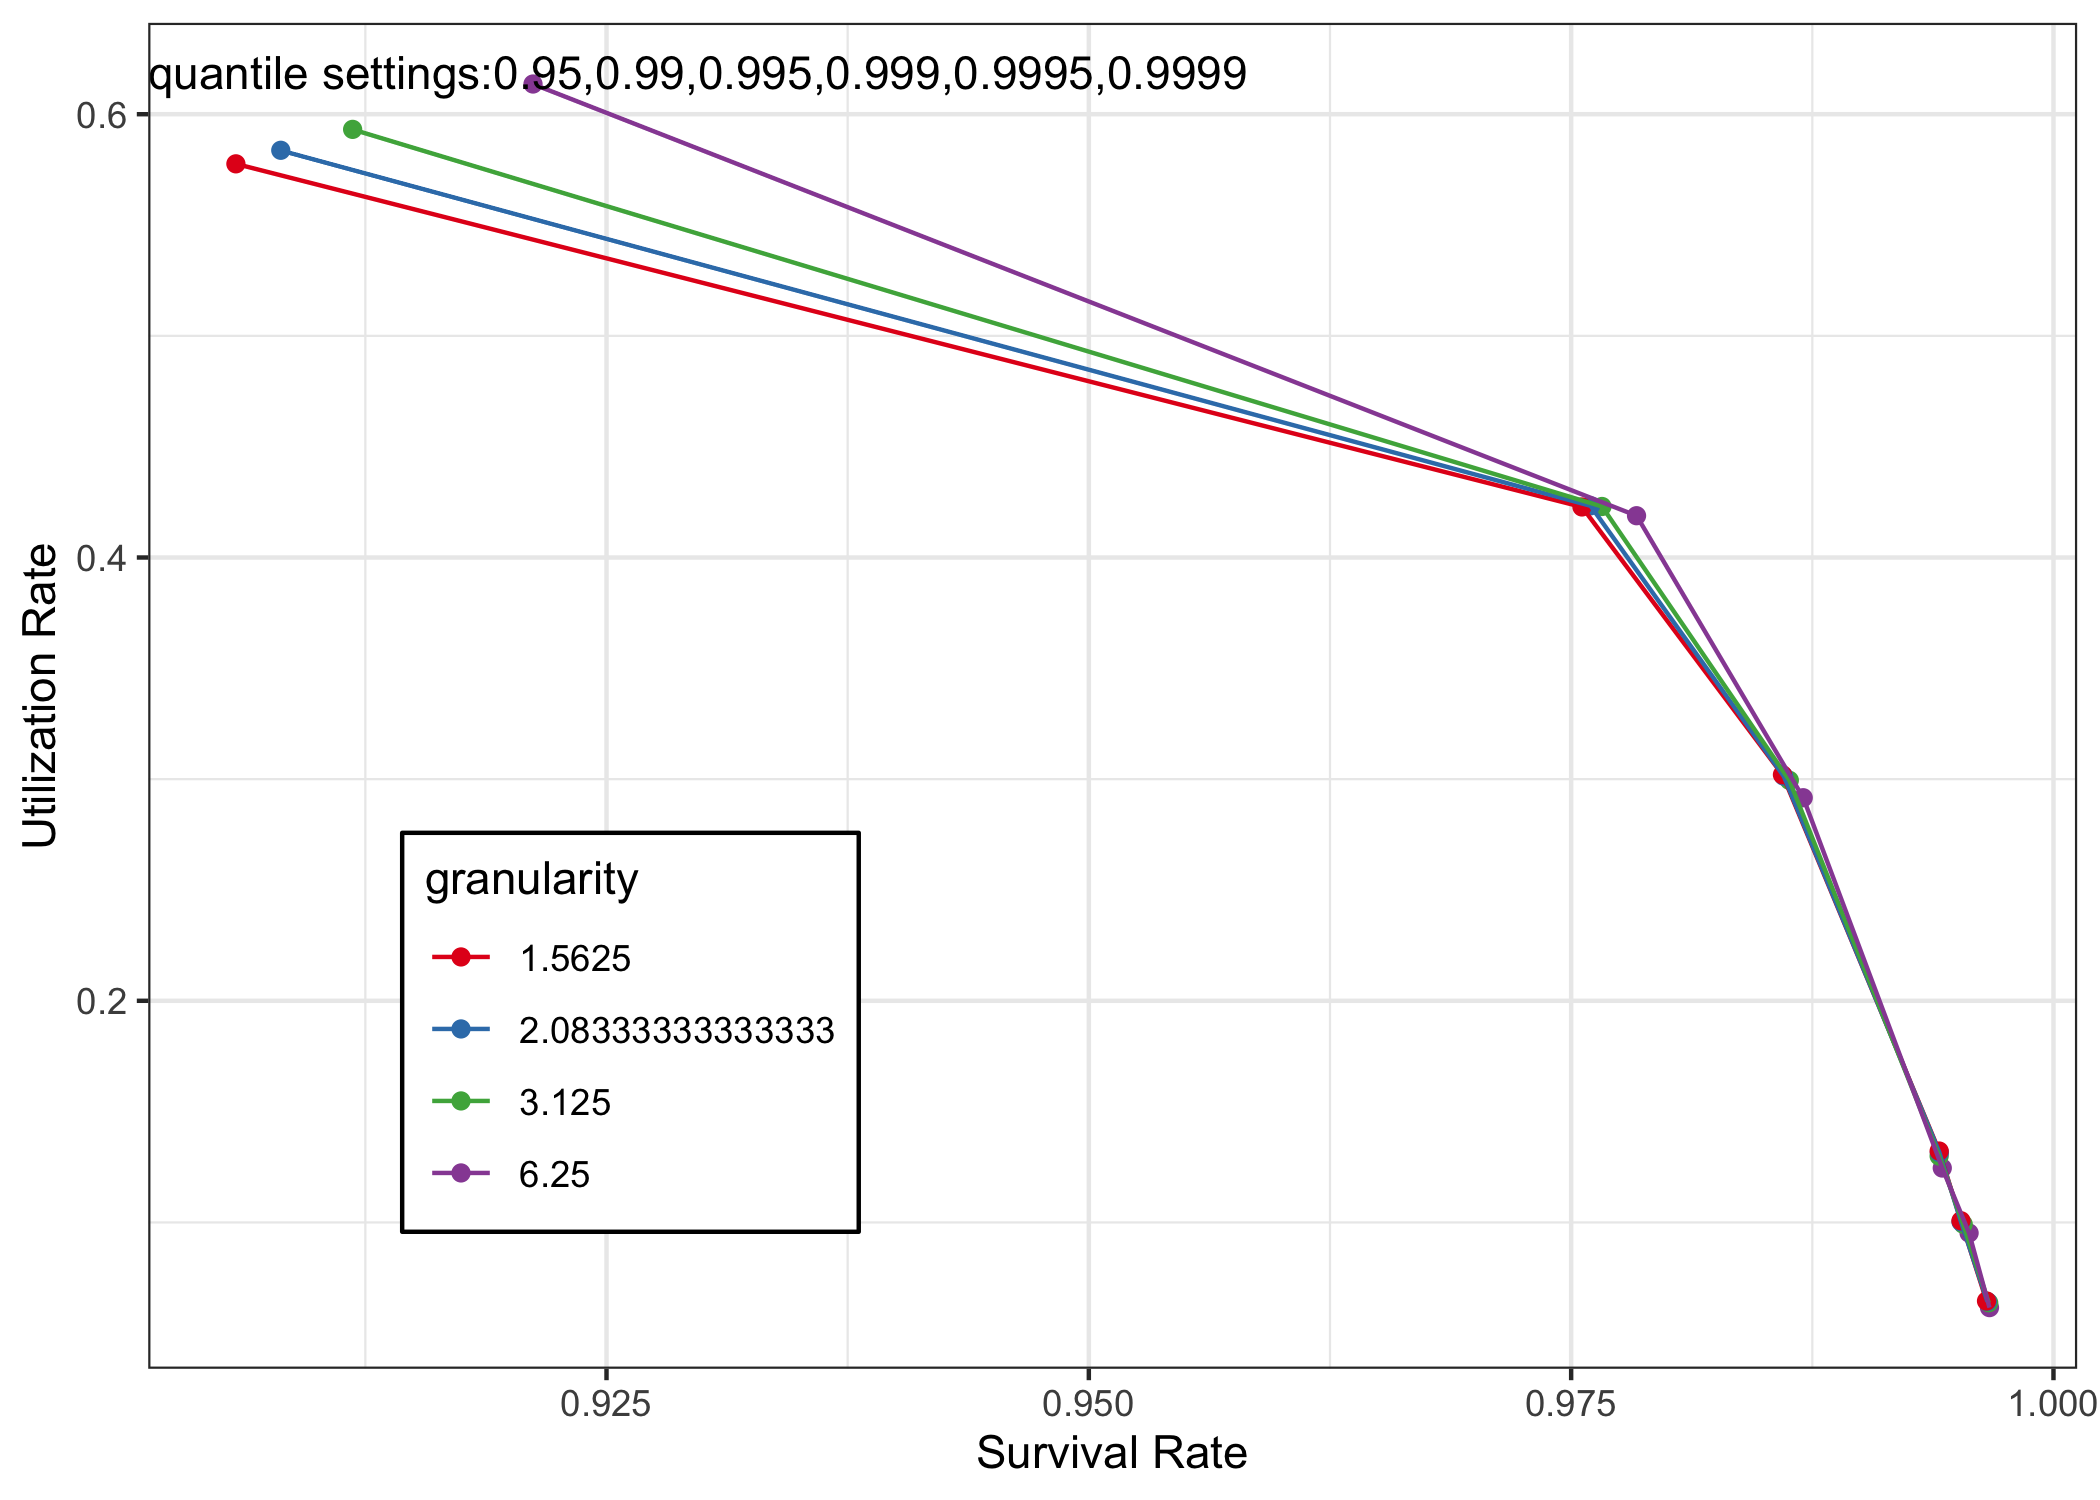 quantile settings:0.95,0.99,0.995,0.999,0.9995,0.9999
0.6
0.4
0.2
Utilization Rate
granularity
1.5625
2.08333333333333
3.125
6.25
0.925 0.950 0.975 1.000
Survival Rate